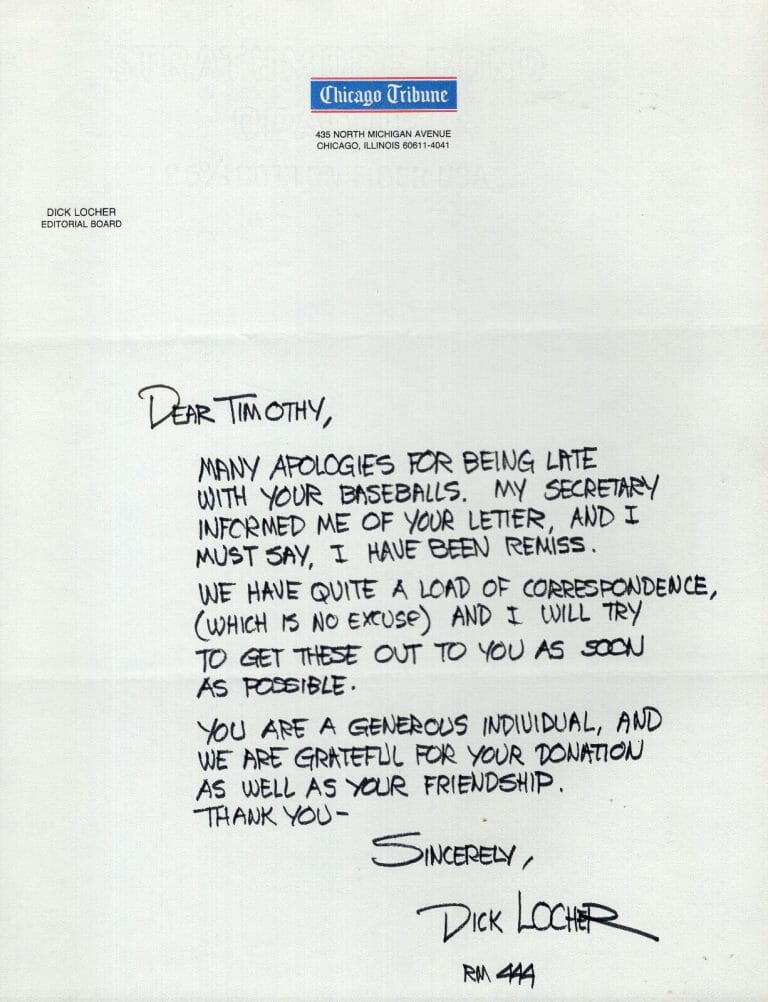 Chicago Tribune
435 NORTH MICHIGAN AVENUE
CHICAGO, ILLINOIS 60611-4041
DICK LOCHER
EDITORIAL BOARD
DEAR TIMOTHY,
MANY APOLOGIES FOR BEING LATE
WITH YOUR BASEBALLS. MY SECRETARY
INFORMED ME OF YOUR LETTER, AND I
MUST SAY, I HAVE BEEN REMISS.
WE HAVE QUITE A LOAD OF CORRESPONDENCE,
(WHICH IS NO EXCUSE) AND I WILL TRY
TO GET THESE OUT TO YOU AS SOON
AS POSSIBLE.
YOU ARE A GENEROUS INDIVIDUAL, AND
WE ARE GRATEFUL FOR YOUR DONATION
AS WELL AS YOUR FRIENDSHIP.
THANK YOU-
SINCERELY,
DICK LOCHER
RM 444